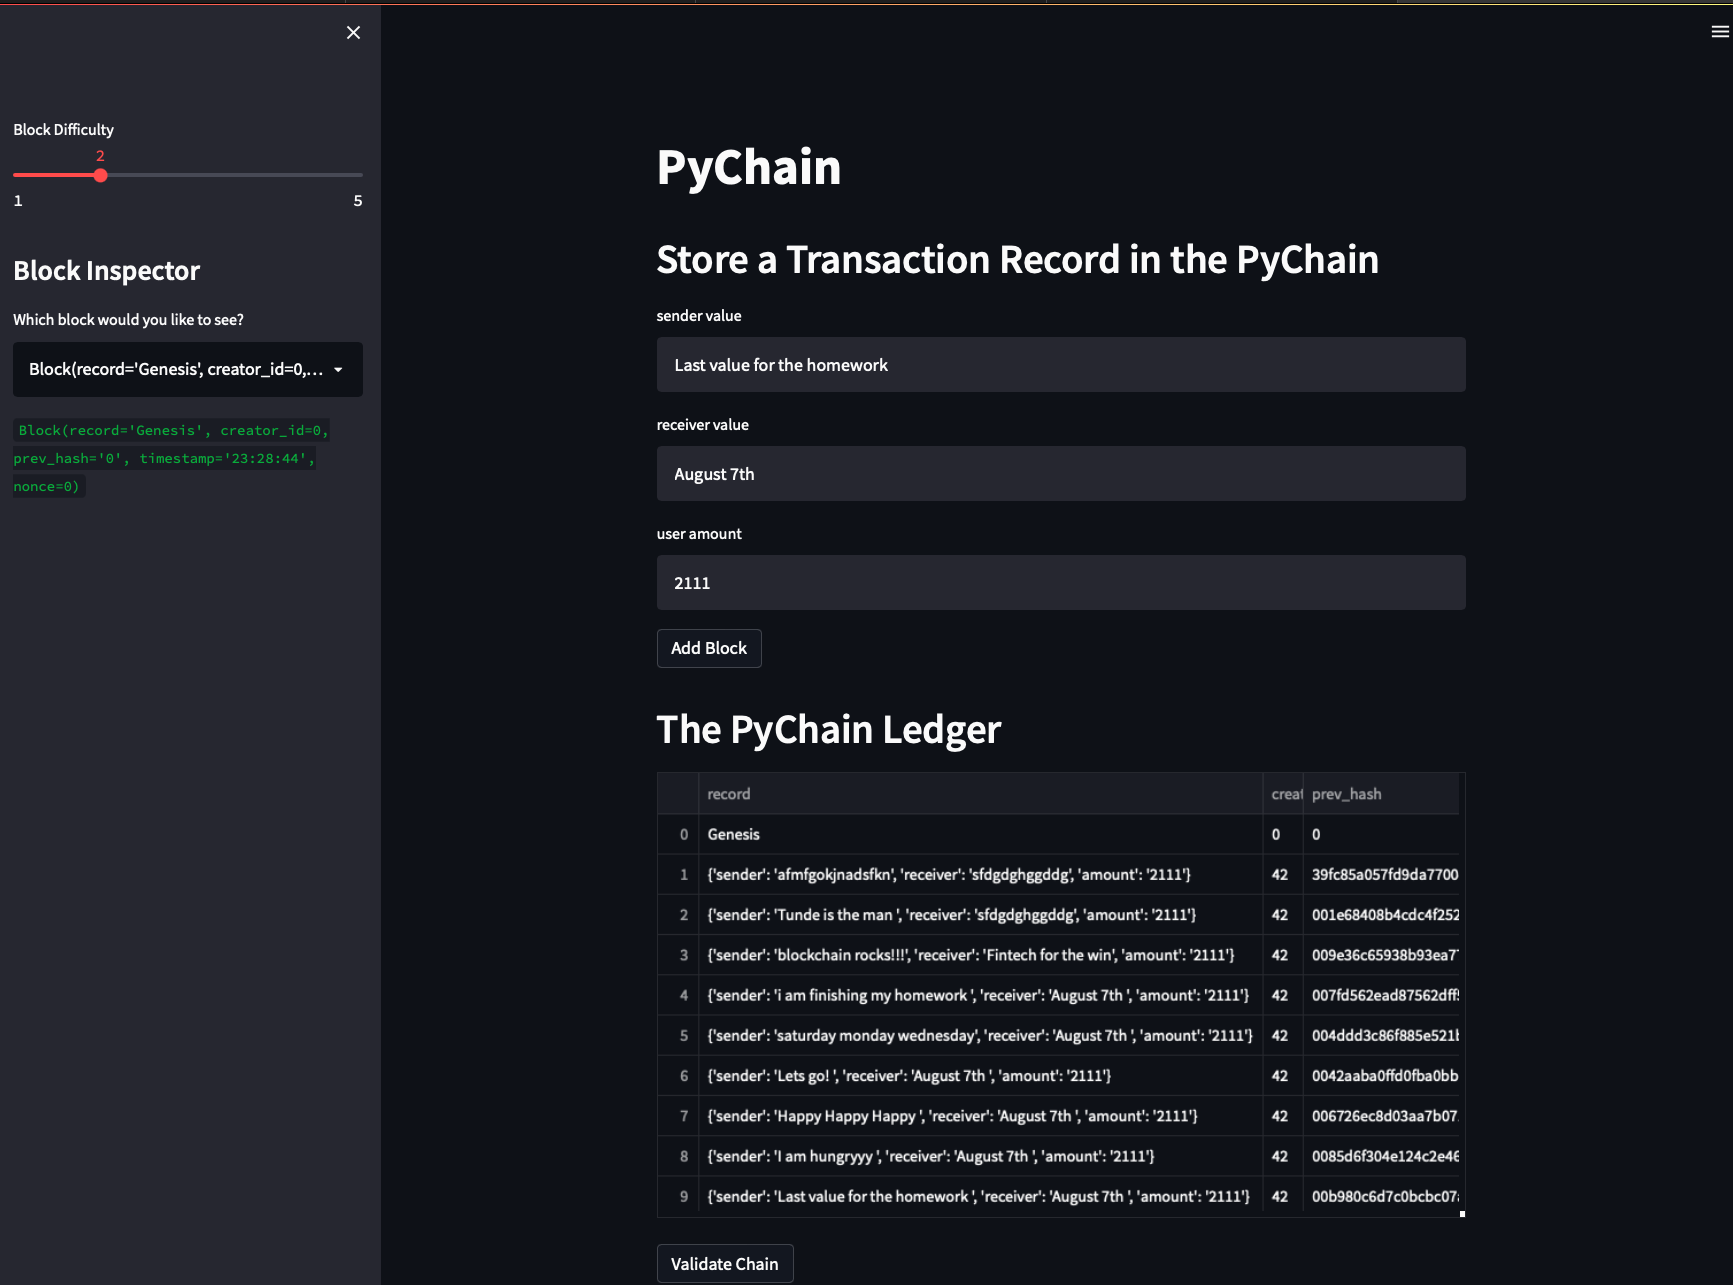 Block Difficulty
2
1 5
Block Inspector
Which block would you like to see?
Block(record='Genesis', creator_id=0,...
Block(record='Genesis', creator_id=0,
prev_hash='0', timestamp='23:28:44',
nonce=0)
PyChain
Store a Transaction Record in the PyChain
sender value
Last value for the homework
receiver value
August 7th
user amount
2111
Add Block
The PyChain Ledger
record creat prev_hash
0 Genesis 0 0
1 {'sender': 'afmfgokjnadsfkn', 'receiver': 'sfdgdghggddg', 'amount': '2111'} 42 39fc85a057fd9da7700
2 {'sender': 'Tunde is the man ', 'receiver': 'sfdgdghggddg', 'amount': '2111'} 42 001e68408b4cdc4f252
3 {'sender': 'blockchain rocks!!!', 'receiver': 'Fintech for the win', 'amount': '2111'} 42 009e36c65938b93ea7
4 {'sender': 'i am finishing my homework ', 'receiver': 'August 7th ', 'amount': '2111'} 42 007fd562ead87562dff
5 {'sender': 'saturday monday wednesday', 'receiver': 'August 7th ', 'amount': '2111'} 42 004ddd3c86f885e521
6 {'sender': 'Lets go! ', 'receiver': 'August 7th ', 'amount': '2111'} 42 0042aaba0ffd0fba0bb
7 {'sender': 'Happy Happy Happy ', 'receiver': 'August 7th ', 'amount': '2111'} 42 006726ec8d03aa7b07
8 {'sender': 'I am hungryyy ', 'receiver': 'August 7th ', 'amount': '2111'} 42 0085d6f304e124c2e46
9 {'sender': 'Last value for the homework ', 'receiver': 'August 7th ', 'amount': '2111'} 42 00b980c6d7c0bcbc07
Validate Chain